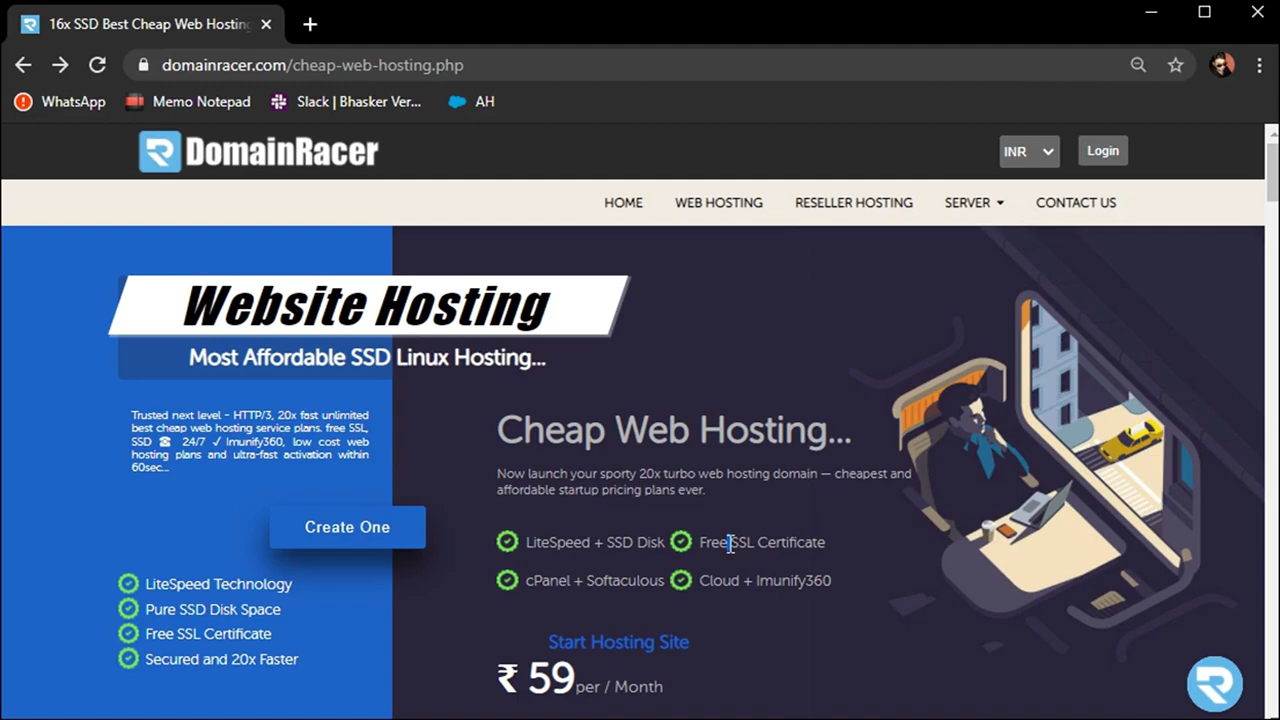 16x SSD Best Cheap Web Hosting
domainracer.com/cheap-web-hosting.php
WhatsApp
Memo Notepad
Slack | Bhasker Ver...
AH
DomainRacer
INR
Login
HOME
WEB HOSTING
RESELLER HOSTING
SERVER
CONTACT US
Website Hosting
Most Affordable SSD Linux Hosting...
Trusted next level - HTTP/3, 20x fast unlimited
best cheap web hosting service plans. free SSL,
SSD ☎ 24/7 ✓ Imunify360, low cost web
hosting plans and ultra-fast activation within
60sec...
Create One
LiteSpeed Technology
Pure SSD Disk Space
Free SSL Certificate
Secured and 20x Faster
Cheap Web Hosting...
Now launch your sporty 20x turbo web hosting domain — cheapest and
affordable startup pricing plans ever.
LiteSpeed + SSD Disk
Free SSL Certificate
cPanel + Softaculous
Cloud + Imunify360
Start Hosting Site
₹ 59 per / Month